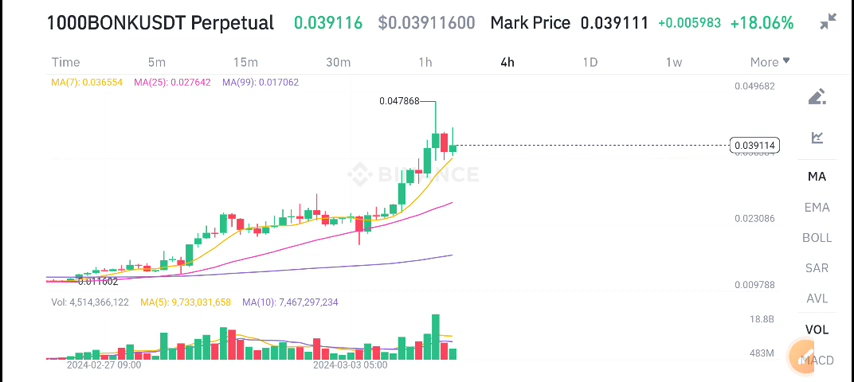 1000BONKUSDT Perpetual 0.039116 $0.03911600 Mark Price 0.039111 +0.005983 +18.06%
Time 5m 15m 30m 1h 4h 1D 1w More
MA(7): 0.036554 MA(25): 0.027642 MA(99): 0.017062
0.049682
0.047868
MA
0.039114
BINANCE
EMA
0.023086
BOLL
SAR
0.011602
0.009788
Vol: 4,514,366,122 MA(5): 9,733,031,658 MA(10): 7,467,297,234
AVL
18.8B
VOL
483M
MACD
2024-02-27 09:00 2024-03-03 05:00